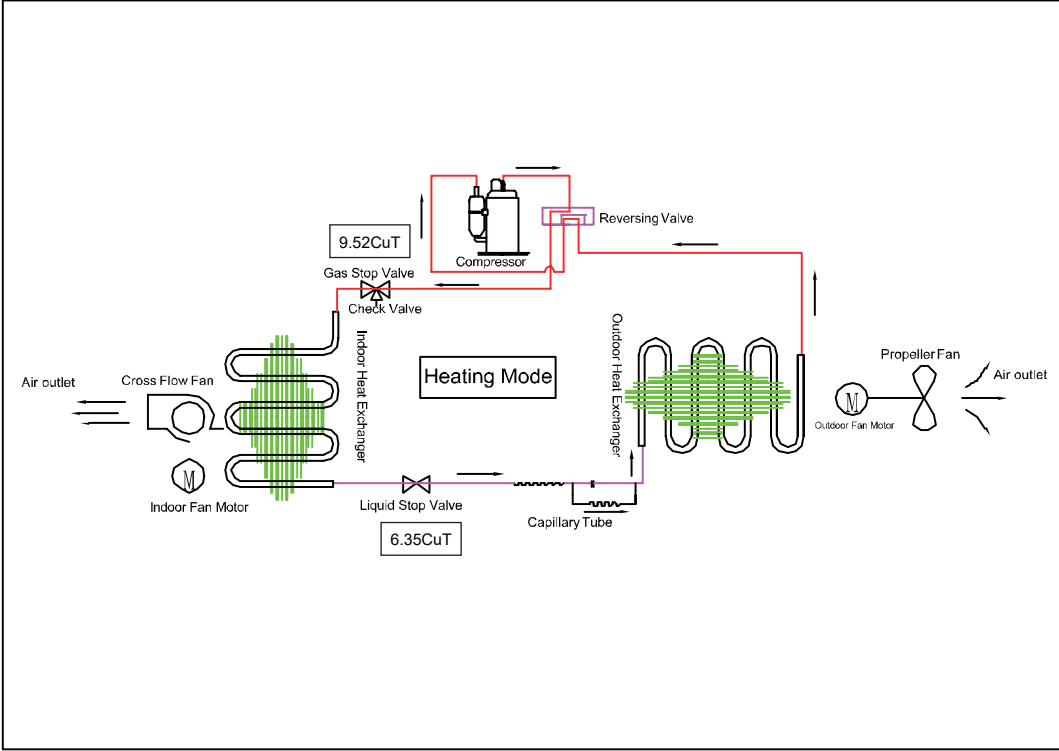 Reversing Valve
9.52CuT
Compressor
Gas Stop Valve
Check Valve
Indoor Heat Exchanger
Outdoor Heat Exchanger
Heating Mode
Propeller Fan
Air outlet
Cross Flow Fan
Air outlet
M
Outdoor Fan Motor
M
Indoor Fan Motor
Liquid Stop Valve
Capillary Tube
6.35CuT